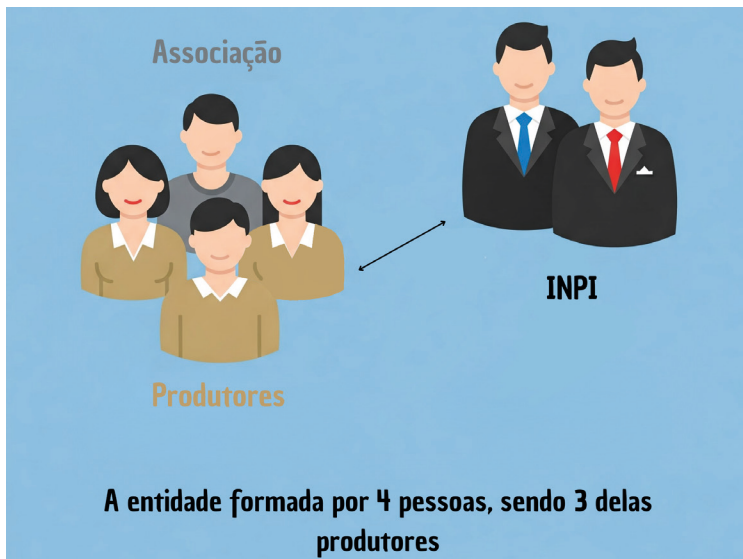 Associação
INPI
Produtores
A entidade formada por 4 pessoas, sendo 3 delas
produtores